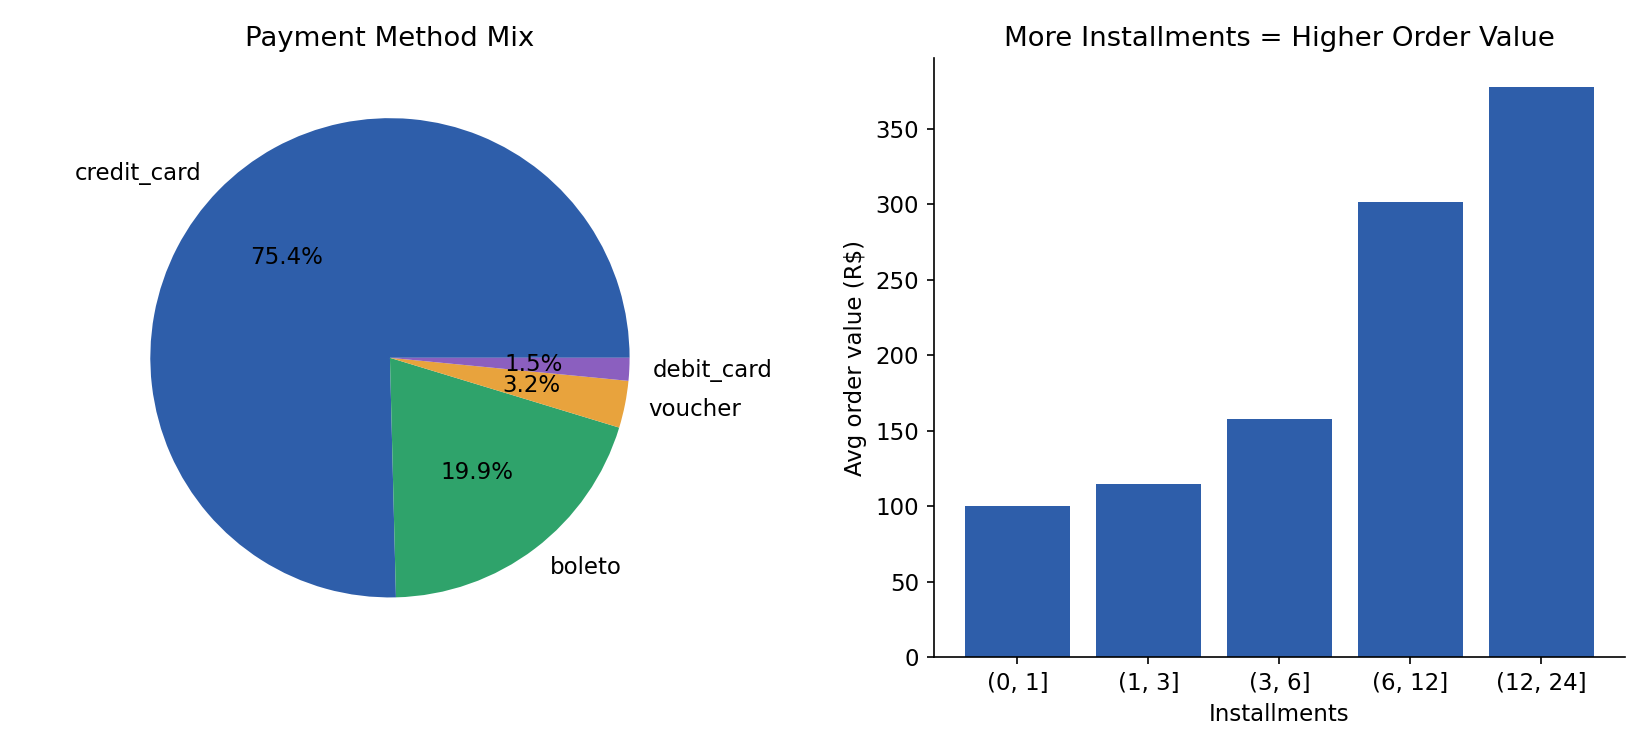 Payment Method Mix
credit_card
75.4%
1.5%
debit_card
3.2%
voucher
19.9%
boleto
More Installments = Higher Order Value
Avg order value (R$)
350
300
250
200
150
100
50
0
(0, 1]
(1, 3]
(3, 6]
(6, 12]
(12, 24]
Installments